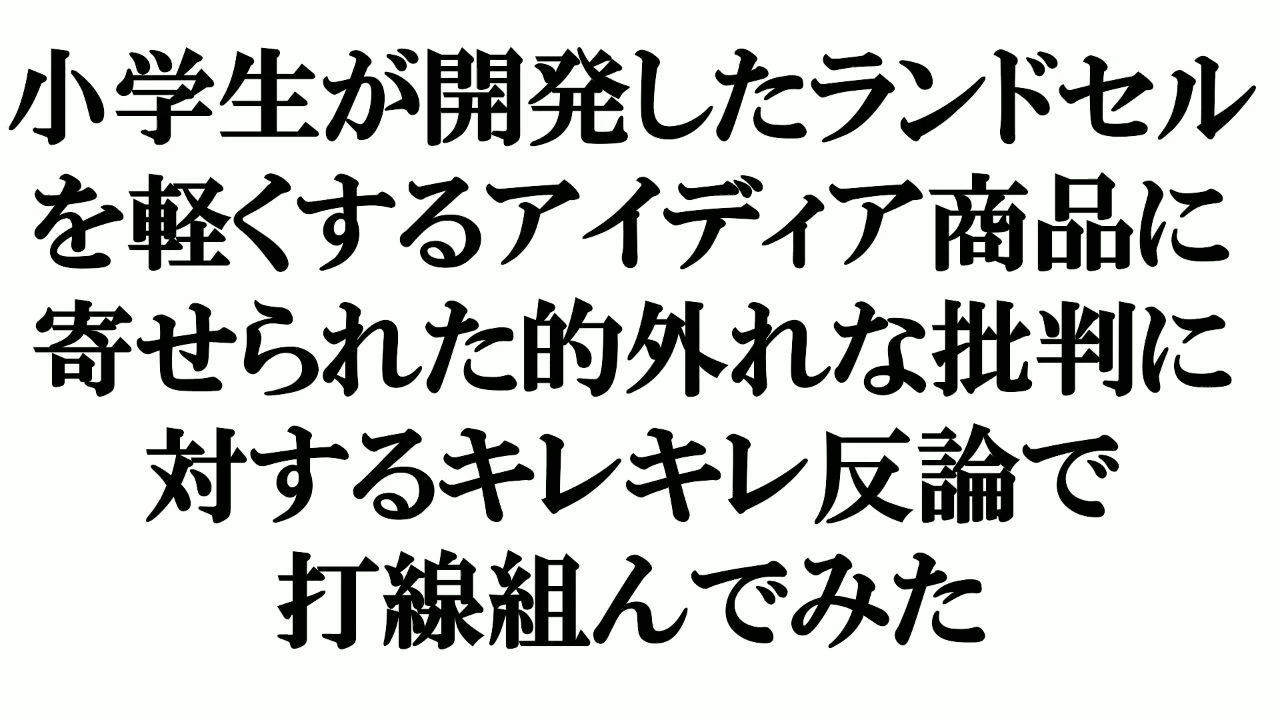 小学生が開発したランドセル
を軽くするアイディア商品に
寄せられた的外れな批判に
対するキレキレ反論で
打線組んでみた